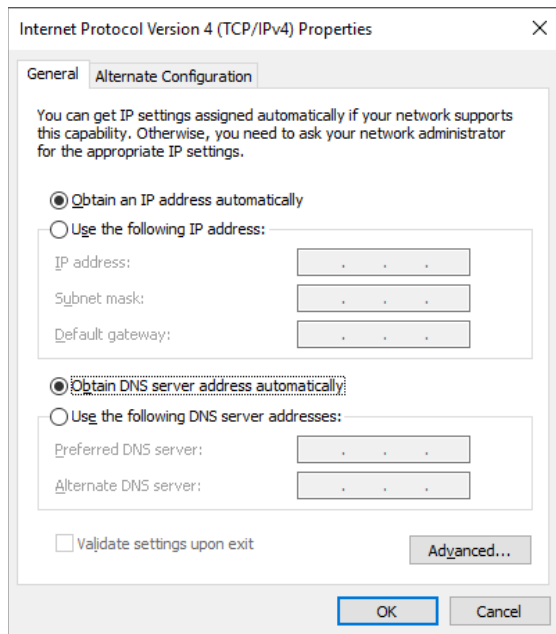 Internet Protocol Version 4 (TCP/IPv4) Properties
General
Alternate Configuration
You can get IP settings assigned automatically if your network supports
this capability. Otherwise, you need to ask your network administrator
for the appropriate IP settings.
Obtain an IP address automatically
Use the following IP address:
IP address:
. . .
Subnet mask:
. . .
Default gateway:
. . .
Obtain DNS server address automatically
Use the following DNS server addresses:
Preferred DNS server:
. . .
Alternate DNS server:
. . .
Validate settings upon exit
Advanced...
OK
Cancel